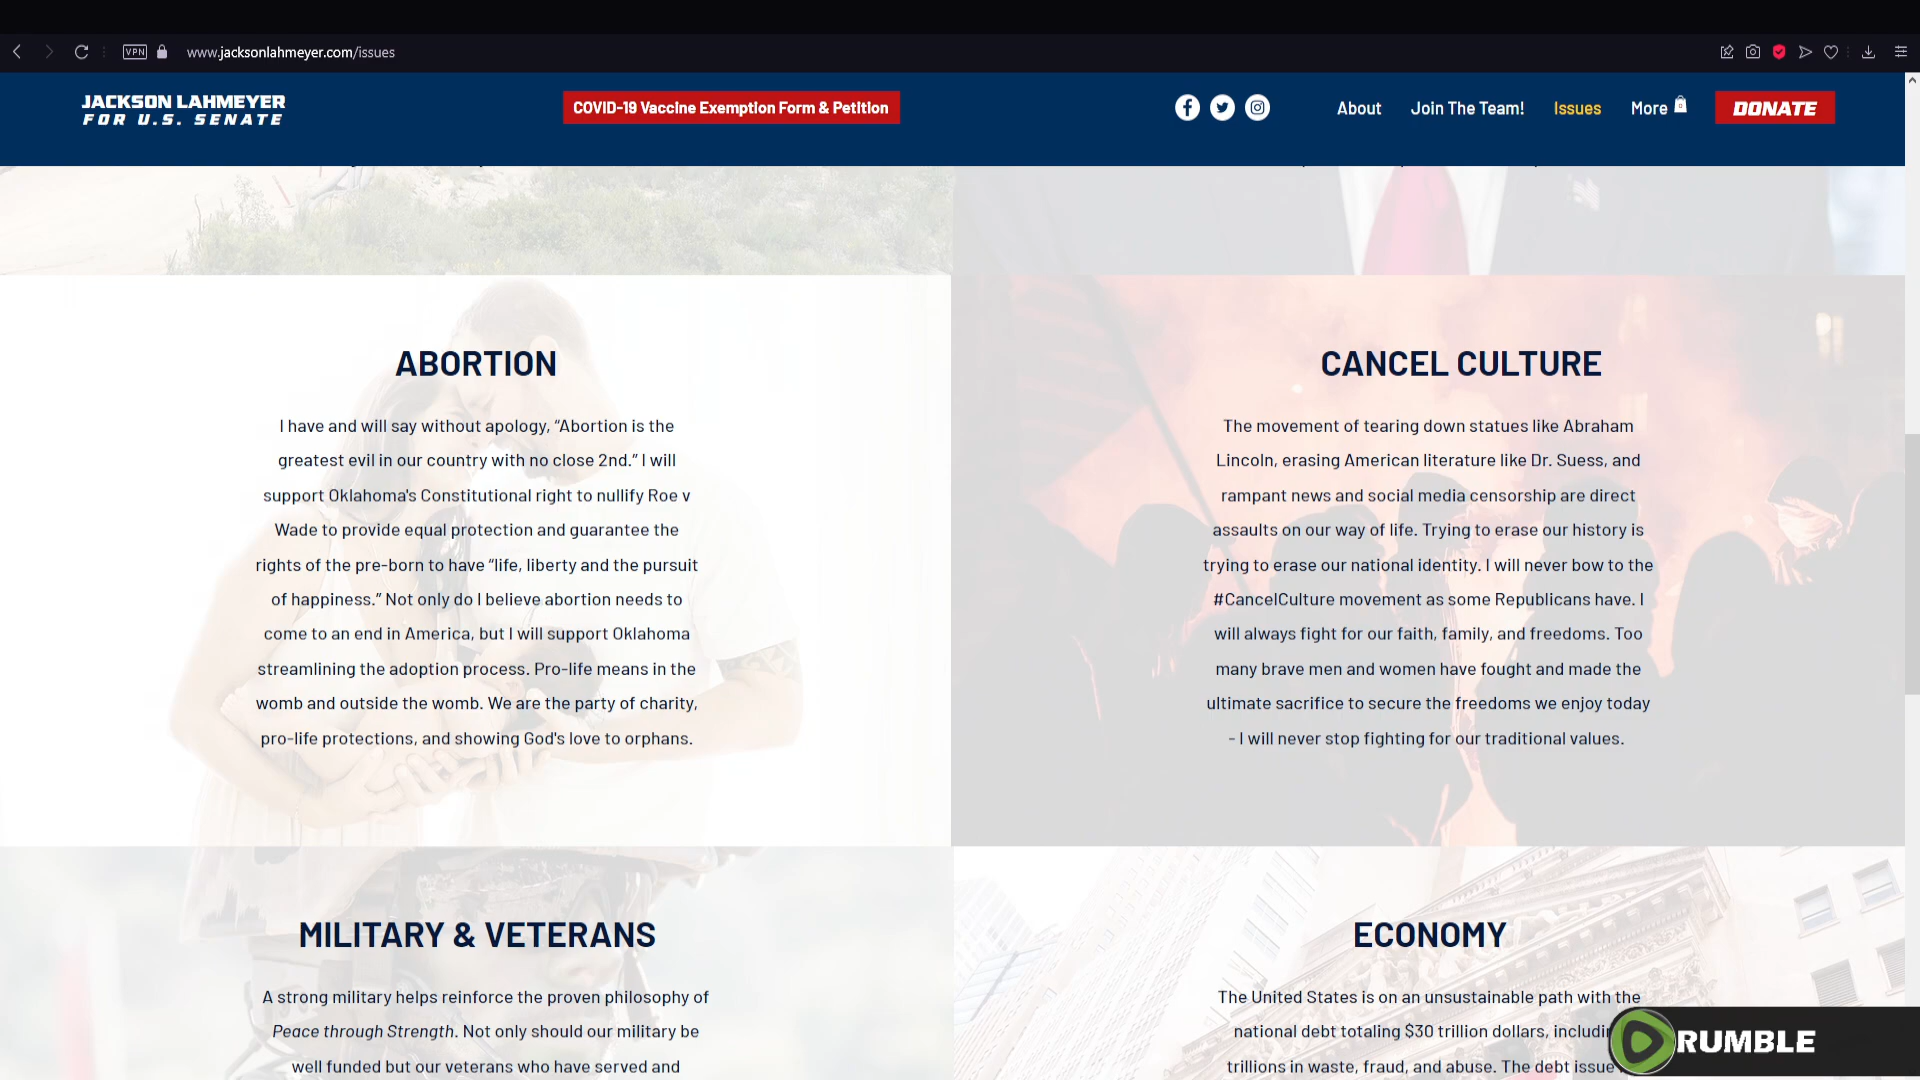 VPN
www.jacksonlahmeyer.com/issues
JACKSON LAHMEYER
FOR U.S. SENATE
COVID-19 Vaccine Exemption Form & Petition
About
Join The Team!
Issues
More
0
DONATE
ABORTION
I have and will say without apology, “Abortion is the
greatest evil in our country with no close 2nd.” I will
support Oklahoma's Constitutional right to nullify Roe v
Wade to provide equal protection and guarantee the
rights of the pre-born to have “life, liberty and the pursuit
of happiness.” Not only do I believe abortion needs to
come to an end in America, but I will support Oklahoma
streamlining the adoption process. Pro-life means in the
womb and outside the womb. We are the party of charity,
pro-life protections, and showing God's love to orphans.
CANCEL CULTURE
The movement of tearing down statues like Abraham
Lincoln, erasing American literature like Dr. Suess, and
rampant news and social media censorship are direct
assaults on our way of life. Trying to erase our history is
trying to erase our national identity. I will never bow to the
#CancelCulture movement as some Republicans have. I
will always fight for our faith, family, and freedoms. Too
many brave men and women have fought and made the
ultimate sacrifice to secure the freedoms we enjoy today
- I will never stop fighting for our traditional values.
MILITARY & VETERANS
A strong military helps reinforce the proven philosophy of
Peace through Strength. Not only should our military be
well funded but our veterans who have served and
ECONOMY
The United States is on an unsustainable path with the
national debt totaling $30 trillion dollars,
trillions in waste, fraud, and abuse. The debt issue
RUMBLE